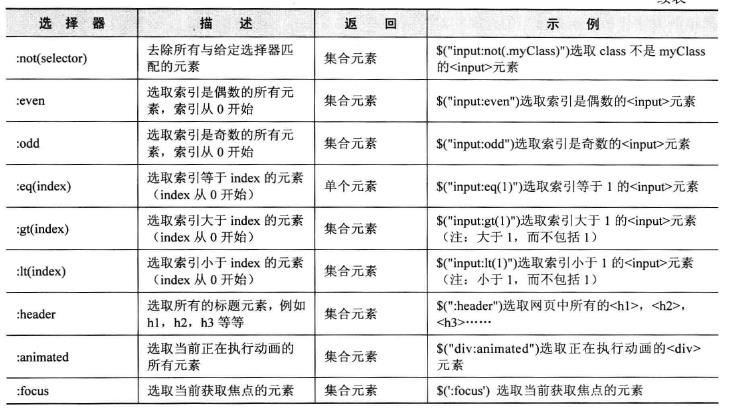 选 择 器 描 述 返 回 示 例
:not(selector) 去除所有与给定选择器匹 集合元素 $("input:not(.myClass)")选取 class 不是 myClass
配的元素 的<input>元素
:even 选取索引是偶数的所有元 集合元素 $("input:even")选取索引是偶数的<input>元素
素，索引从 0 开始
:odd 选取索引是奇数的所有元 集合元素 $("input:odd")选取索引是奇数的<input>元素
素，索引从 0 开始
:eq(index) 选取索引等于 index 的元素 单个元素 $("input:eq(1)")选取索引等于 1 的<input>元素
（index 从 0 开始）
:gt(index) 选取索引大于 index 的元素 集合元素 $("input:gt(1)")选取索引大于 1 的<input>元素
（index 从 0 开始） （注：大于 1，而不包括 1）
:lt(index) 选取索引小于 index 的元素 集合元素 $("input:lt(1)")选取索引小于 1 的<input>元素
（index 从 0 开始） （注：小于 1，而不包括 1）
:header 选取所有的标题元素，例如 集合元素 $(":header")选取网页中所有的<h1>，<h2>，
h1，h2，h3 等等 <h3>……
:animated 选取当前正在执行动画的 集合元素 $("div:animated")选取正在执行动画的<div>
所有元素 元素
:focus 选取当前获取焦点的元素 集合元素 $(':focus') 选取当前获取焦点的元素